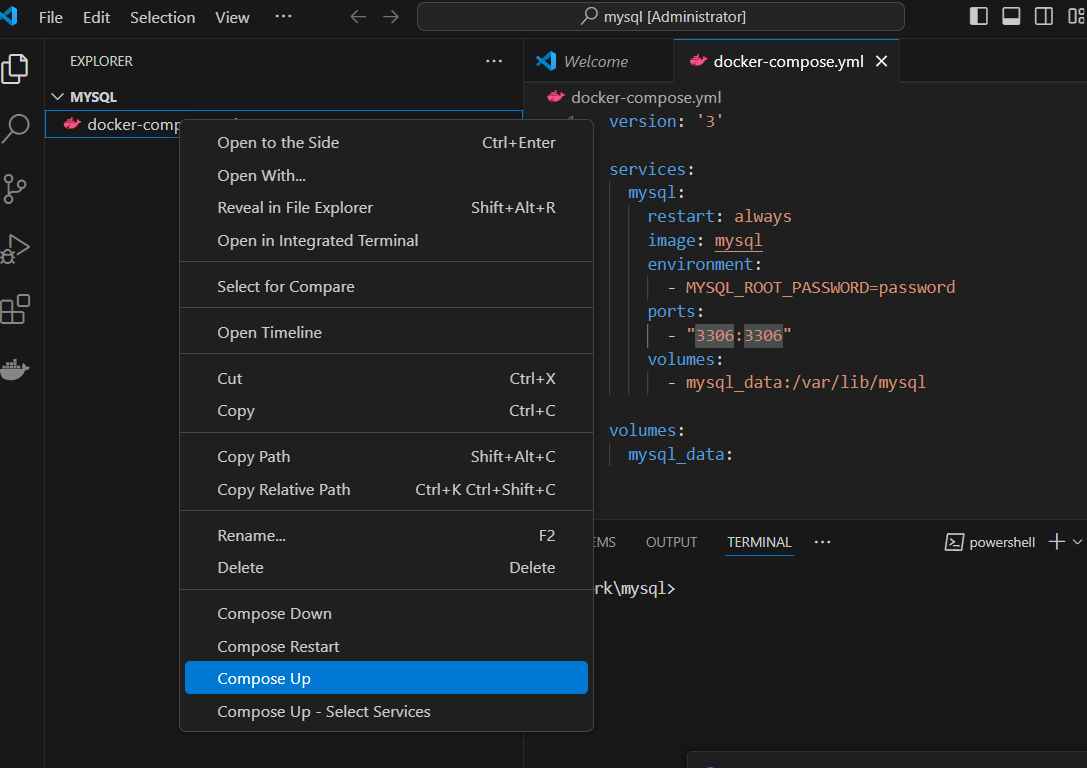 File Edit Selection View ··· mysql [Administrator]
EXPLORER ···
MYSQL
docker-comp
Open to the Side Ctrl+Enter
Open With...
Reveal in File Explorer Shift+Alt+R
Open in Integrated Terminal
Select for Compare
Open Timeline
Cut Ctrl+X
Copy Ctrl+C
Copy Path Shift+Alt+C
Copy Relative Path Ctrl+K Ctrl+Shift+C
Rename... F2
Delete Delete
Compose Down
Compose Restart
Compose Up
Compose Up - Select Services
Welcome docker-compose.yml
docker-compose.yml
version: '3'
services:
mysql:
restart: always
image: mysql
environment:
- MYSQL_ROOT_PASSWORD=password
ports:
- "3306:3306"
volumes:
- mysql_data:/var/lib/mysql
volumes:
mysql_data:
EMS OUTPUT TERMINAL ··· powershell
rk\mysql>